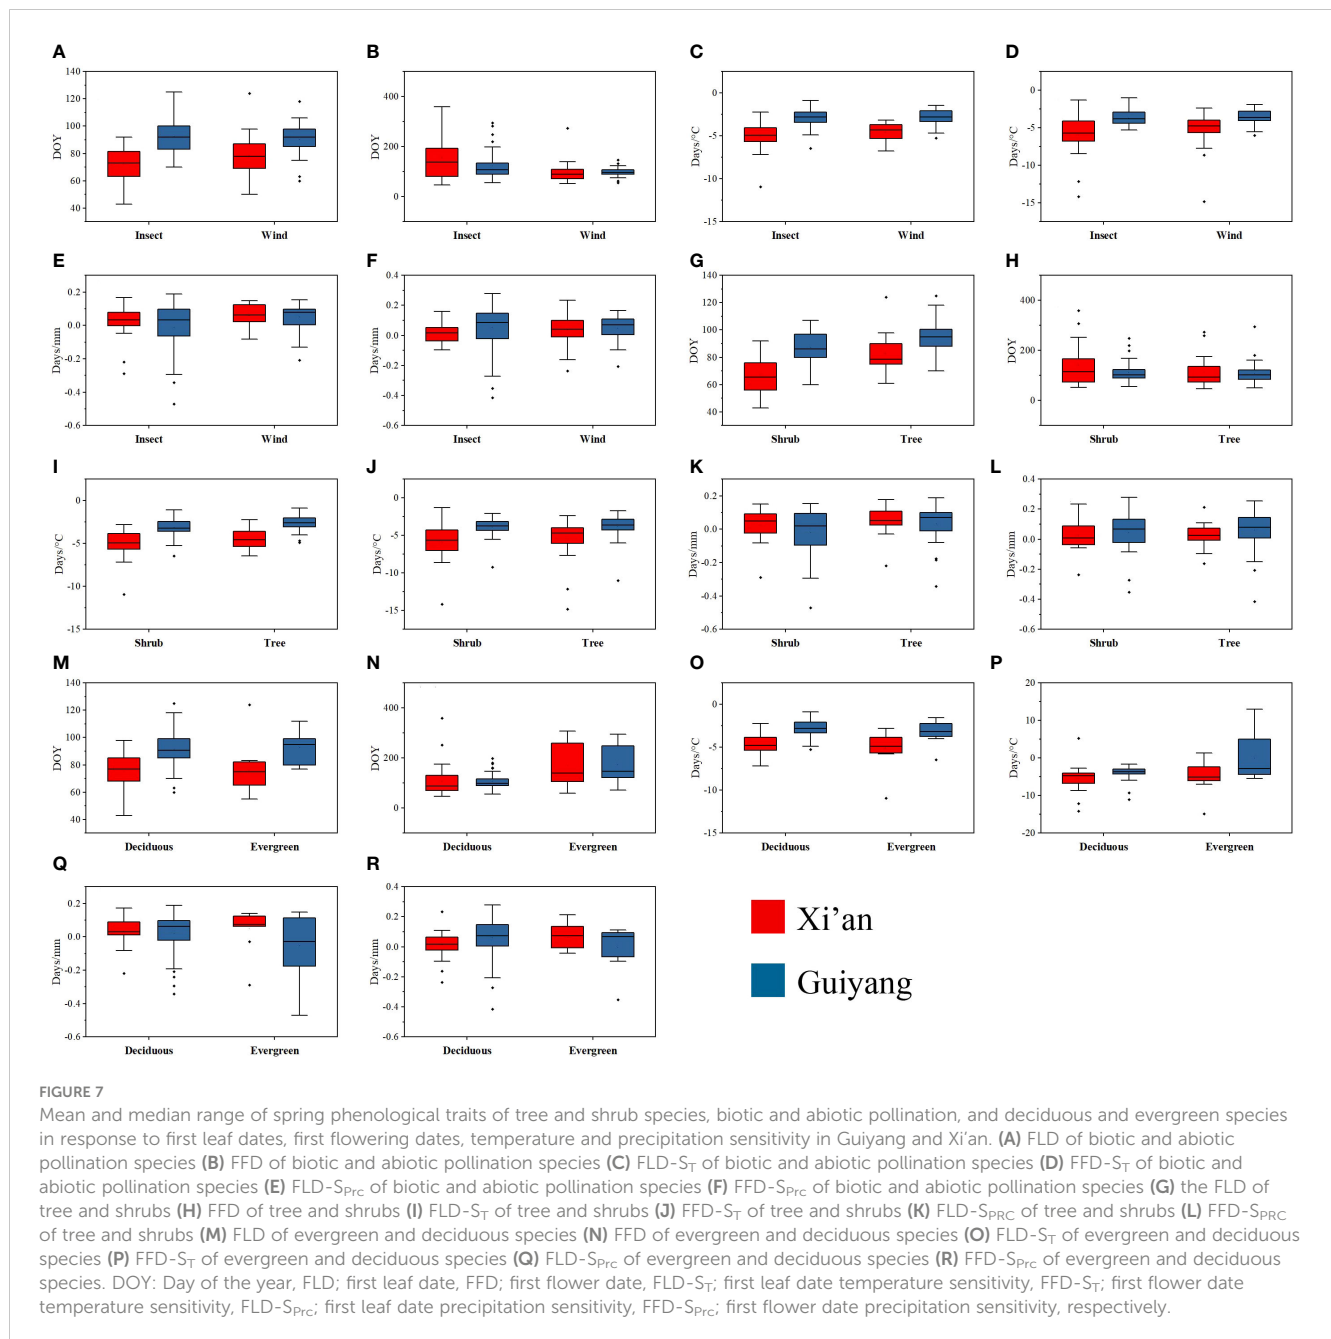 A B C D
140 120 100 80 60 40
DOY
Insect Wind
400 200 0
DOY
Insect Wind
0 -5 -10 -15
Days/°C
Insect Wind
0 -5 -10 -15
Days/°C
Insect Wind
E F G H
0.2 0.0 -0.2 -0.4 -0.6
Days/mm
Insect Wind
0.4 0.2 0.0 -0.2 -0.4 -0.6
Days/mm
Insect Wind
140 120 100 80 60 40
DOY
Shrub Tree
400 200 0
DOY
Shrub Tree
I J K L
0 -5 -10 -15
Days/°C
Shrub Tree
0 -5 -10 -15
Days/°C
Shrub Tree
0.2 0.0 -0.2 -0.4 -0.6
Days/mm
Shrub Tree
0.4 0.2 0.0 -0.2 -0.4 -0.6
Days/mm
Shrub Tree
M N O P
140 120 100 80 60 40
DOY
Deciduous Evergreen
400 200 0
DOY
Deciduous Evergreen
0 -5 -10 -15
Days/°C
Deciduous Evergreen
20 10 0 -10 -20
Days/°C
Deciduous Evergreen
Q R
0.2 0.0 -0.2 -0.4 -0.6
Days/mm
Deciduous Evergreen
0.4 0.2 0.0 -0.2 -0.4 -0.6
Days/mm
Deciduous Evergreen
Xi’an
Guiyang
FIGURE 7
Mean and median range of spring phenological traits of tree and shrub species, biotic and abiotic pollination, and deciduous and evergreen species
in response to first leaf dates, first flowering dates, temperature and precipitation sensitivity in Guiyang and Xi’an. (A) FLD of biotic and abiotic
pollination species (B) FFD of biotic and abiotic pollination species (C) FLD-ST of biotic and abiotic pollination species (D) FFD-ST of biotic and
abiotic pollination species (E) FLD-SPrc of biotic and abiotic pollination species (F) FFD-SPrc of biotic and abiotic pollination species (G) the FLD of
tree and shrubs (H) FFD of tree and shrubs (I) FLD-ST of tree and shrubs (J) FFD-ST of tree and shrubs (K) FLD-SPRC of tree and shrubs (L) FFD-SPRC
of tree and shrubs (M) FLD of evergreen and deciduous species (N) FFD of evergreen and deciduous species (O) FLD-ST of evergreen and deciduous
species (P) FFD-ST of evergreen and deciduous species (Q) FLD-SPrc of evergreen and deciduous species (R) FFD-SPrc of evergreen and deciduous
species. DOY: Day of the year, FLD; first leaf date, FFD; first flower date, FLD-ST; first leaf date temperature sensitivity, FFD-ST; first flower date
temperature sensitivity, FLD-SPrc; first leaf date precipitation sensitivity, FFD-SPrc; first flower date precipitation sensitivity, respectively.